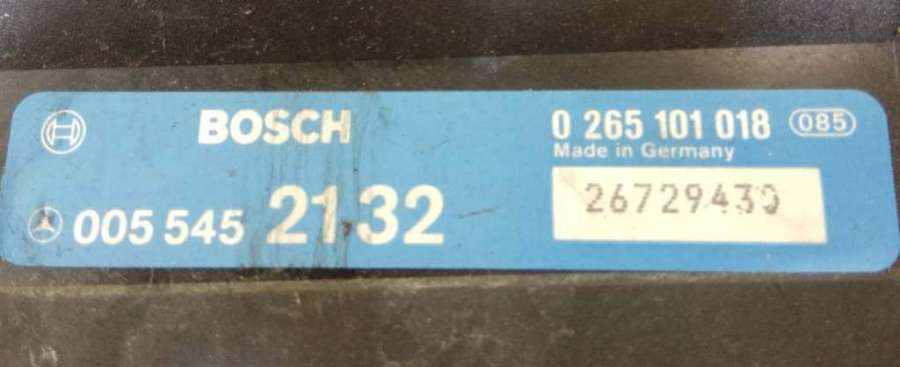 BOSCH
0 265 101 018 085
Made in Germany
26729430
005 545 21.32